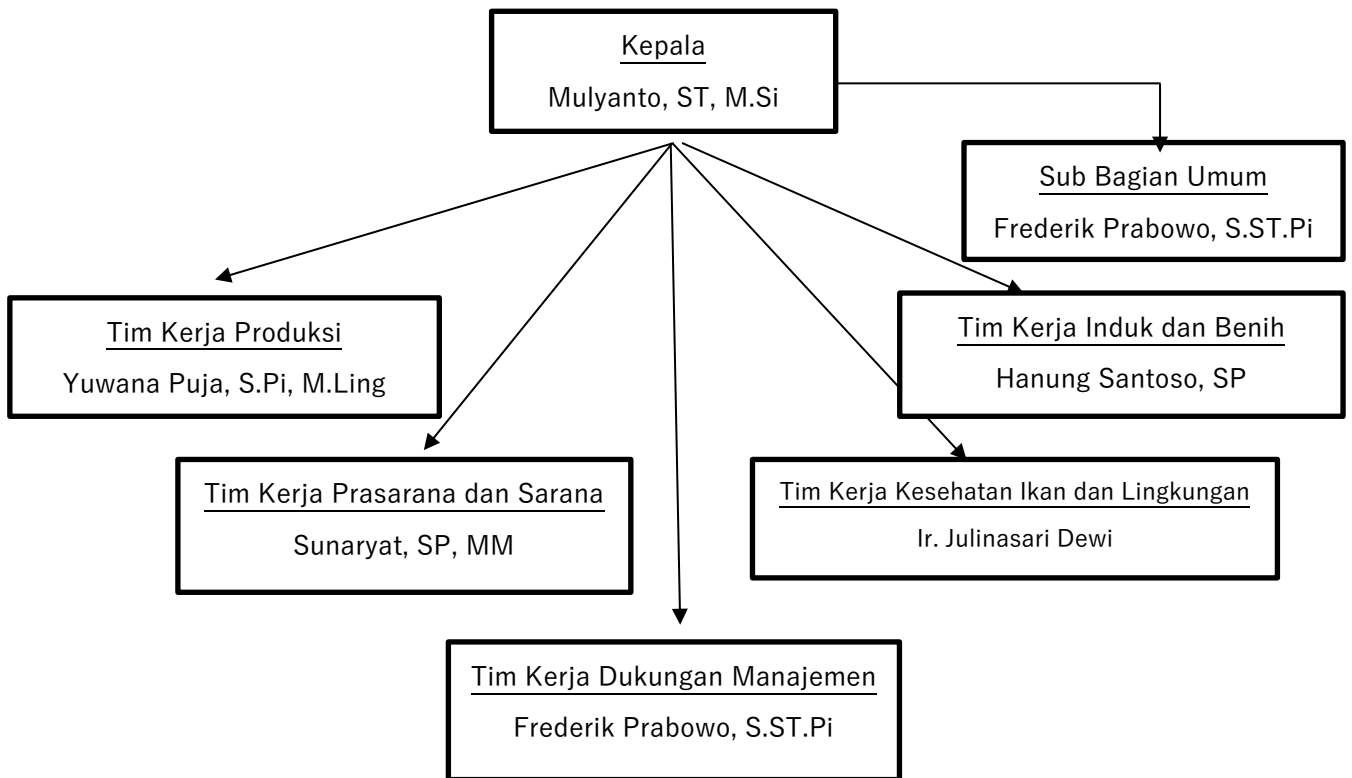 Kepala
Mulyanto, ST, M.Si
Sub Bagian Umum
Frederik Prabowo, S.ST.Pi
Tim Kerja Produksi
Yuwana Puja, S.Pi, M.Ling
Tim Kerja Induk dan Benih
Hanung Santoso, SP
Tim Kerja Prasarana dan Sarana
Sunaryat, SP, MM
Tim Kerja Kesehatan Ikan dan Lingkungan
Ir. Julinasari Dewi
Tim Kerja Dukungan Manajemen
Frederik Prabowo, S.ST.Pi